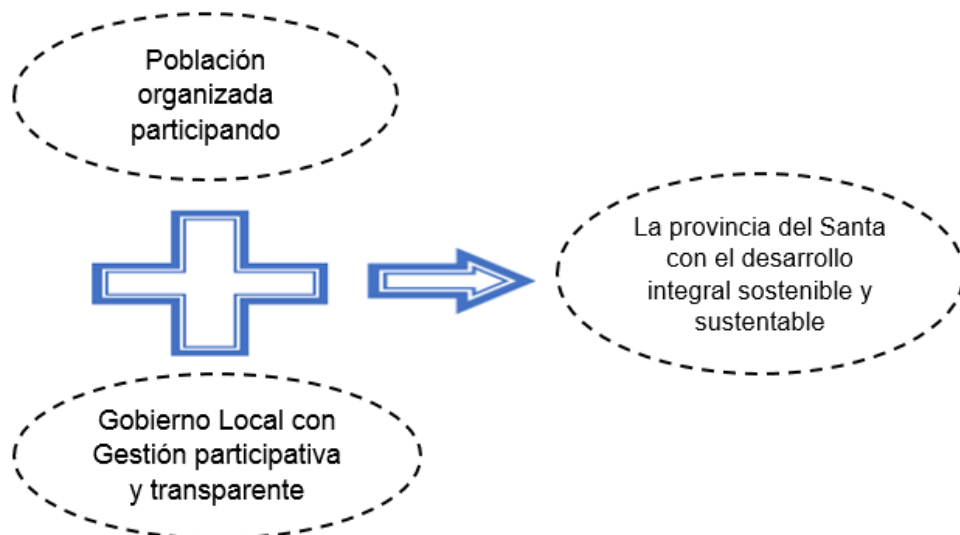 Población
organizada
participando
La provincia del Santa
con el desarrollo
integral sostenible y
sustentable
Gobierno Local con
Gestión participativa
y transparente